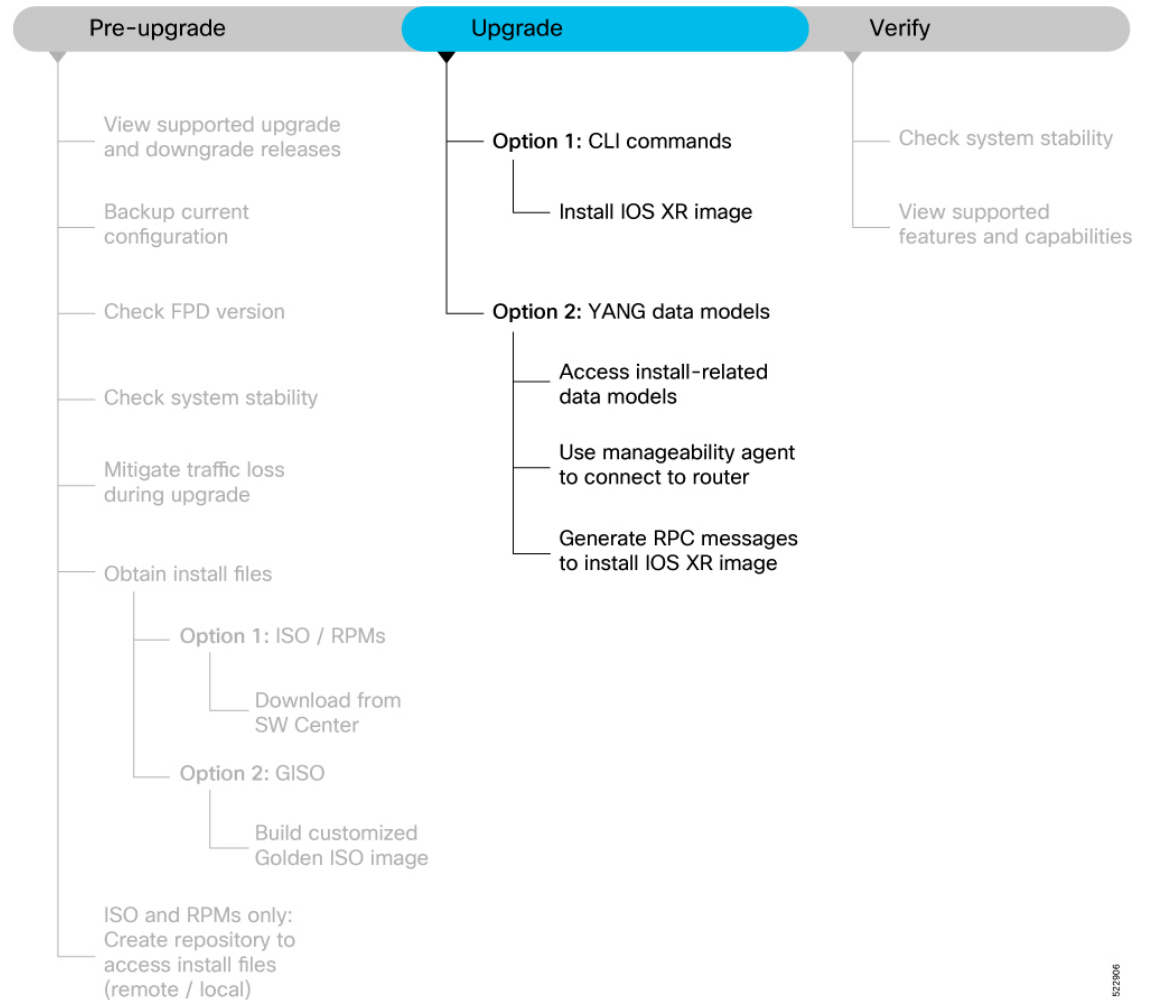 Pre-upgrade
Upgrade
Verify
View supported upgrade
and downgrade releases
Backup current
configuration
Check FPD version
Check system stability
Mitigate traffic loss
during upgrade
Obtain install files
Option 1: ISO / RPMs
Download from
SW Center
Option 2: GISO
Build customized
Golden ISO image
ISO and RPMs only:
Create repository to
access install files
(remote / local)
Option 1: CLI commands
Install IOS XR image
Option 2: YANG data models
Access install-related
data models
Use manageability agent
to connect to router
Generate RPC messages
to install IOS XR image
Check system stability
View supported
features and capabilities
522906